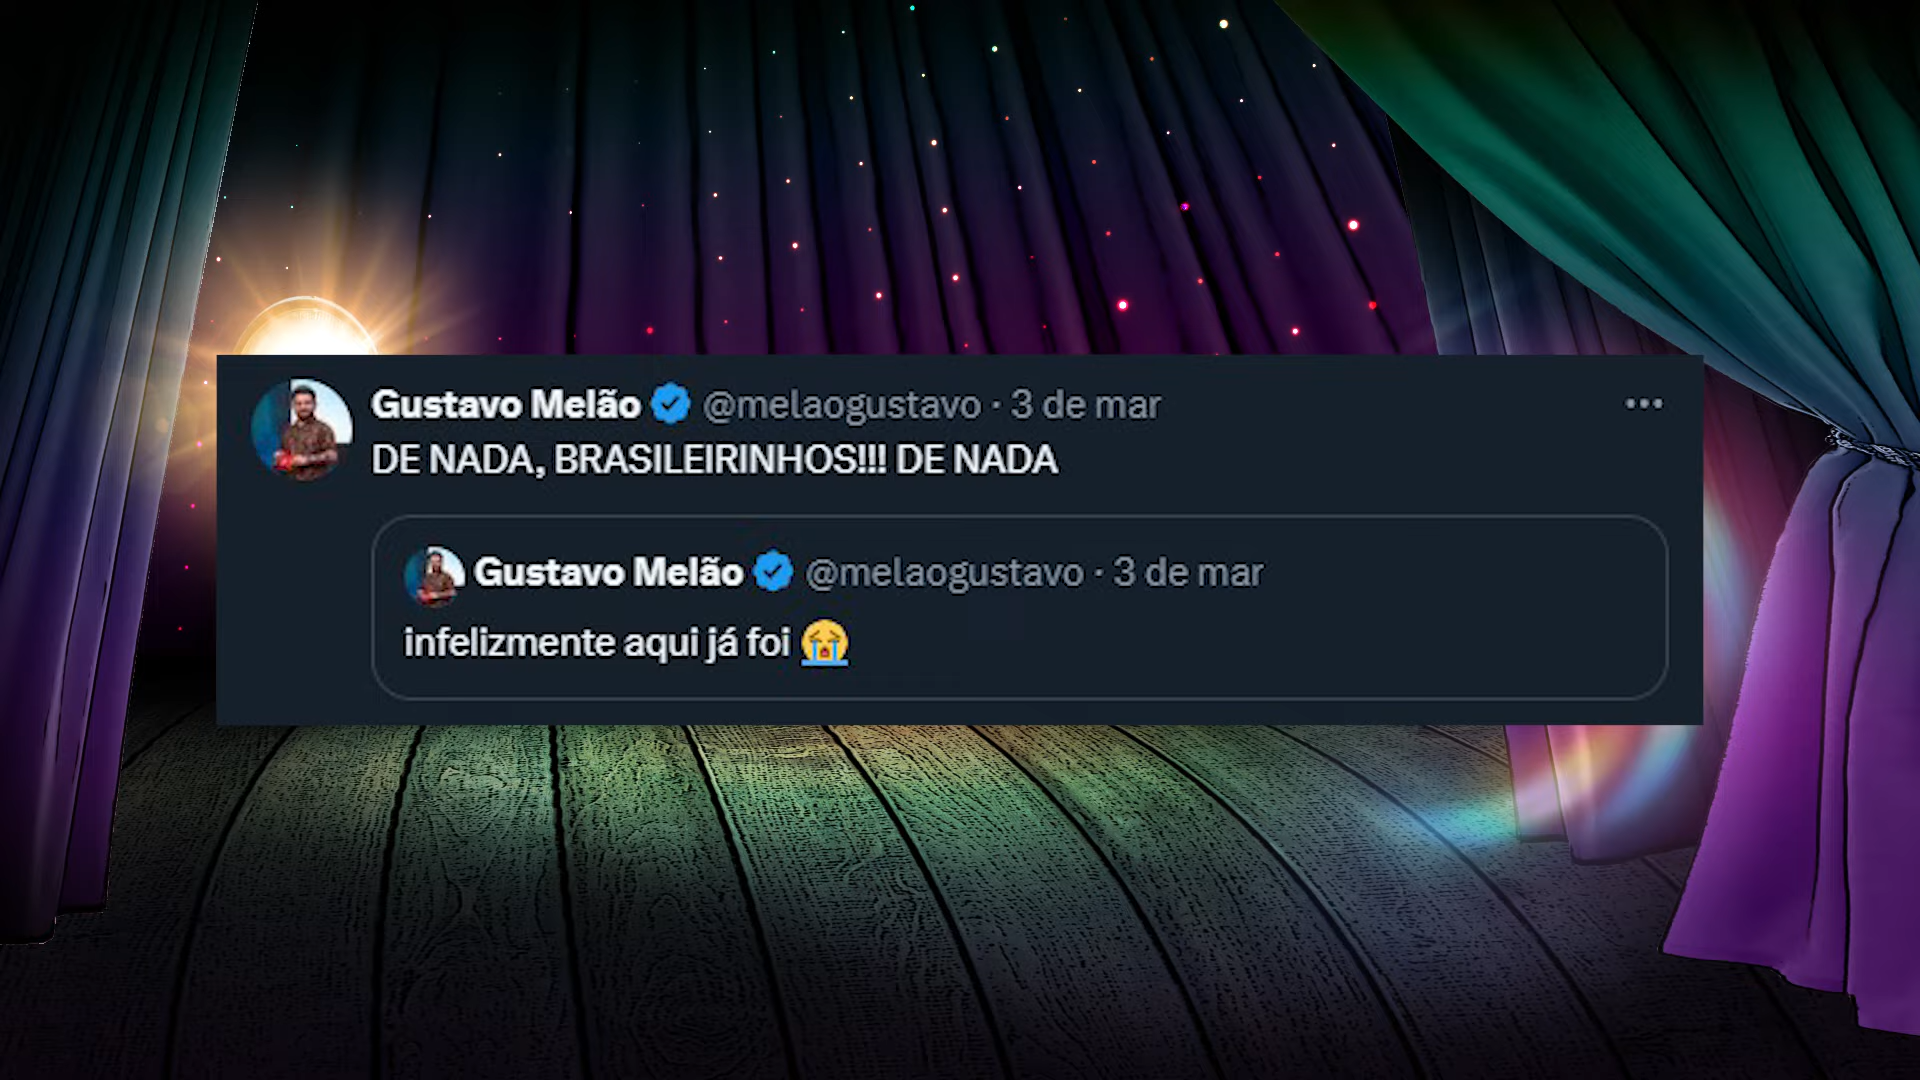 Gustavo Melão @melaogustavo · 3 de mar
DE NADA, BRASILEIRINHOS!!! DE NADA
Gustavo Melão @melaogustavo · 3 de mar
infelizmente aqui já foi 😭